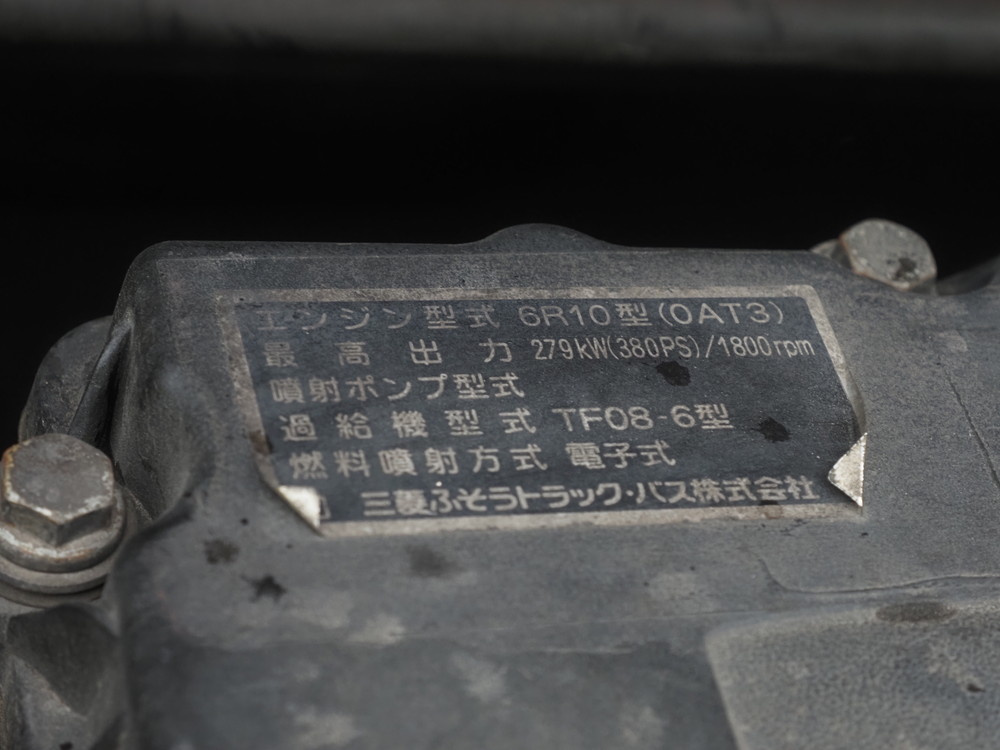 エンジン型式 6R10型(0AT3)
最高出力 279kW(380PS)/1800rpm
噴射ポンプ型式
過給機型式 TF08-6型
燃料噴射方式 電子式
三菱ふそうトラック・バス株式会社